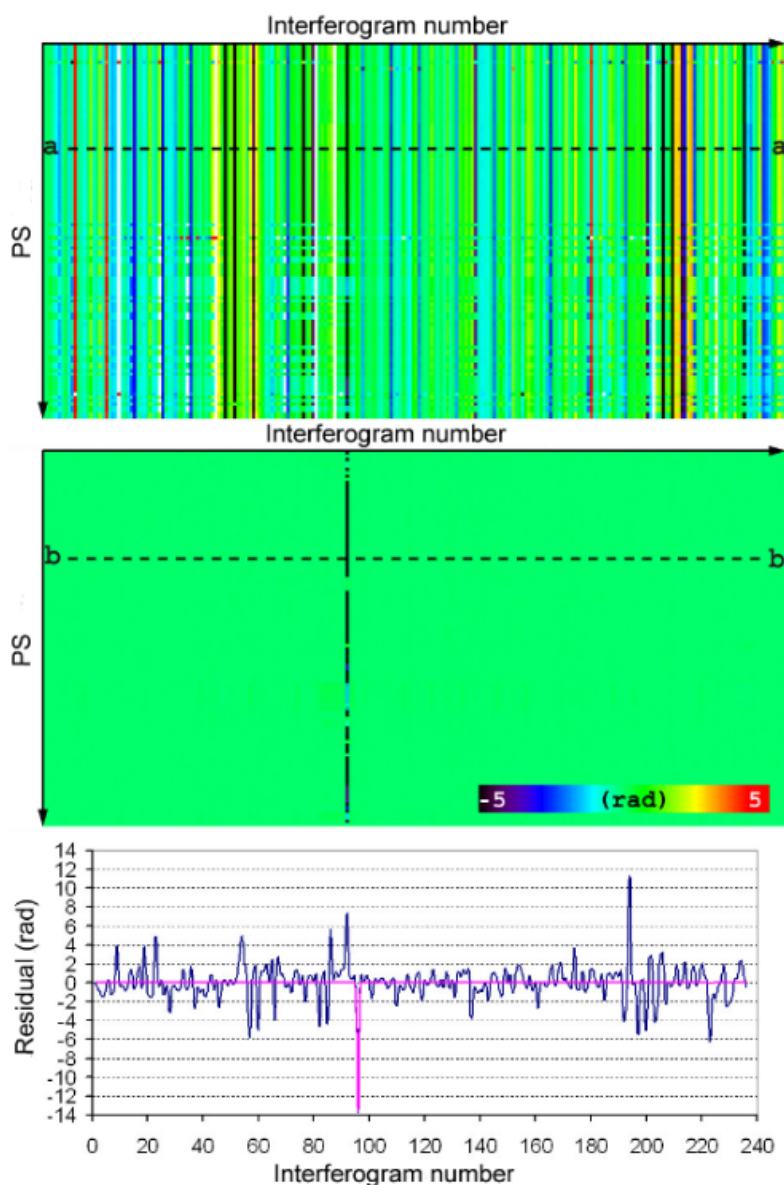 Interferogram number
a a
PS
Interferogram number
b b
PS
-5 (rad) 5
14
12
10
8
6
4
2
0
-2
-4
-6
-8
-10
-12
-14
Residual (rad)
0 20 40 60 80 100 120 140 160 180 200 220 240
Interferogram number